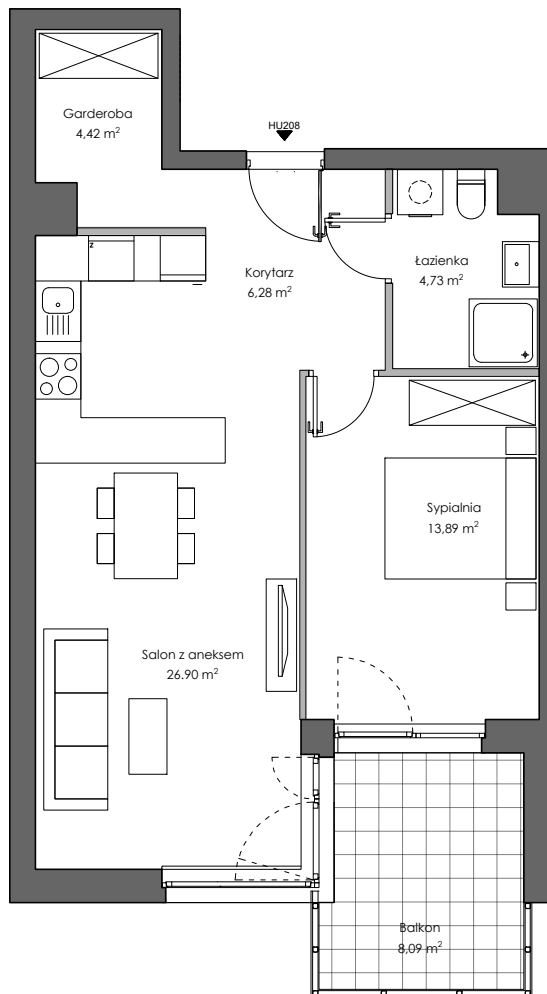 Garderoba
4,42 m²
HU208
z
Korytarz
6,28 m²
Łazienka
4,73 m²
Sypialnia
13,89 m²
Salon z aneksem
26.90 m²
Balkon
8,09 m²